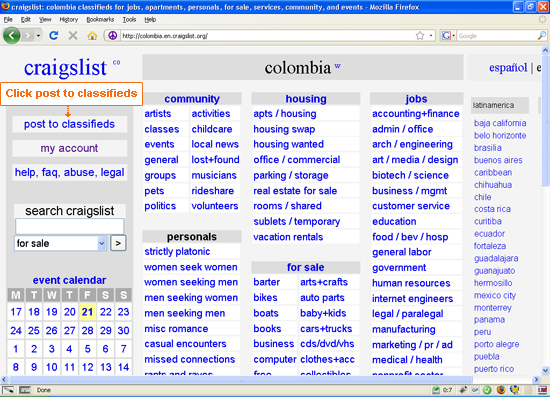 craigslist: colombia classifieds for jobs, apartments, personals, for sale, services, community, and events - Mozilla Firefox
File Edit View History Bookmarks Tools Help
http://colombia.en.craigslist.org/
Google
craigslist co
Click post to classifieds
post to classifieds
my account
help, faq, abuse, legal
search craigslist
for sale
>
event calendar
M T W T F S S
17 18 19 20 21 22 23
24 25 26 27 28 29 30
1 2 3 4 5 6 7
8 9 10 11 12 13 14
colombia w
community
artists activities
classes childcare
events local news
general lost+found
groups musicians
pets rideshare
politics volunteers
personals
strictly platonic
women seek women
women seeking men
men seeking women
men seeking men
misc romance
casual encounters
missed connections
rants and raves
housing
apts / housing
housing swap
housing wanted
office / commercial
parking / storage
real estate for sale
rooms / shared
sublets / temporary
vacation rentals
for sale
barter arts+crafts
bikes auto parts
boats baby+kids
books cars+trucks
business cds/dvd/vhs
computer clothes+acc
free collectibles
jobs
accounting+finance
admin / office
arch / engineering
art / media / design
biotech / science
business / mgmt
customer service
education
food / bev / hosp
general labor
government
human resources
internet engineers
legal / paralegal
manufacturing
marketing / pr / ad
medical / health
nonprofit sector
español | e
latinamerica
baja california
belo horizonte
brasilia
buenos aires
caribbean
chihuahua
chile
costa rica
curitiba
ecuador
fortaleza
guadalajara
guanajuato
hermosillo
mexico city
monterrey
panama
peru
porto alegre
puebla
puerto rico
Done
0:7